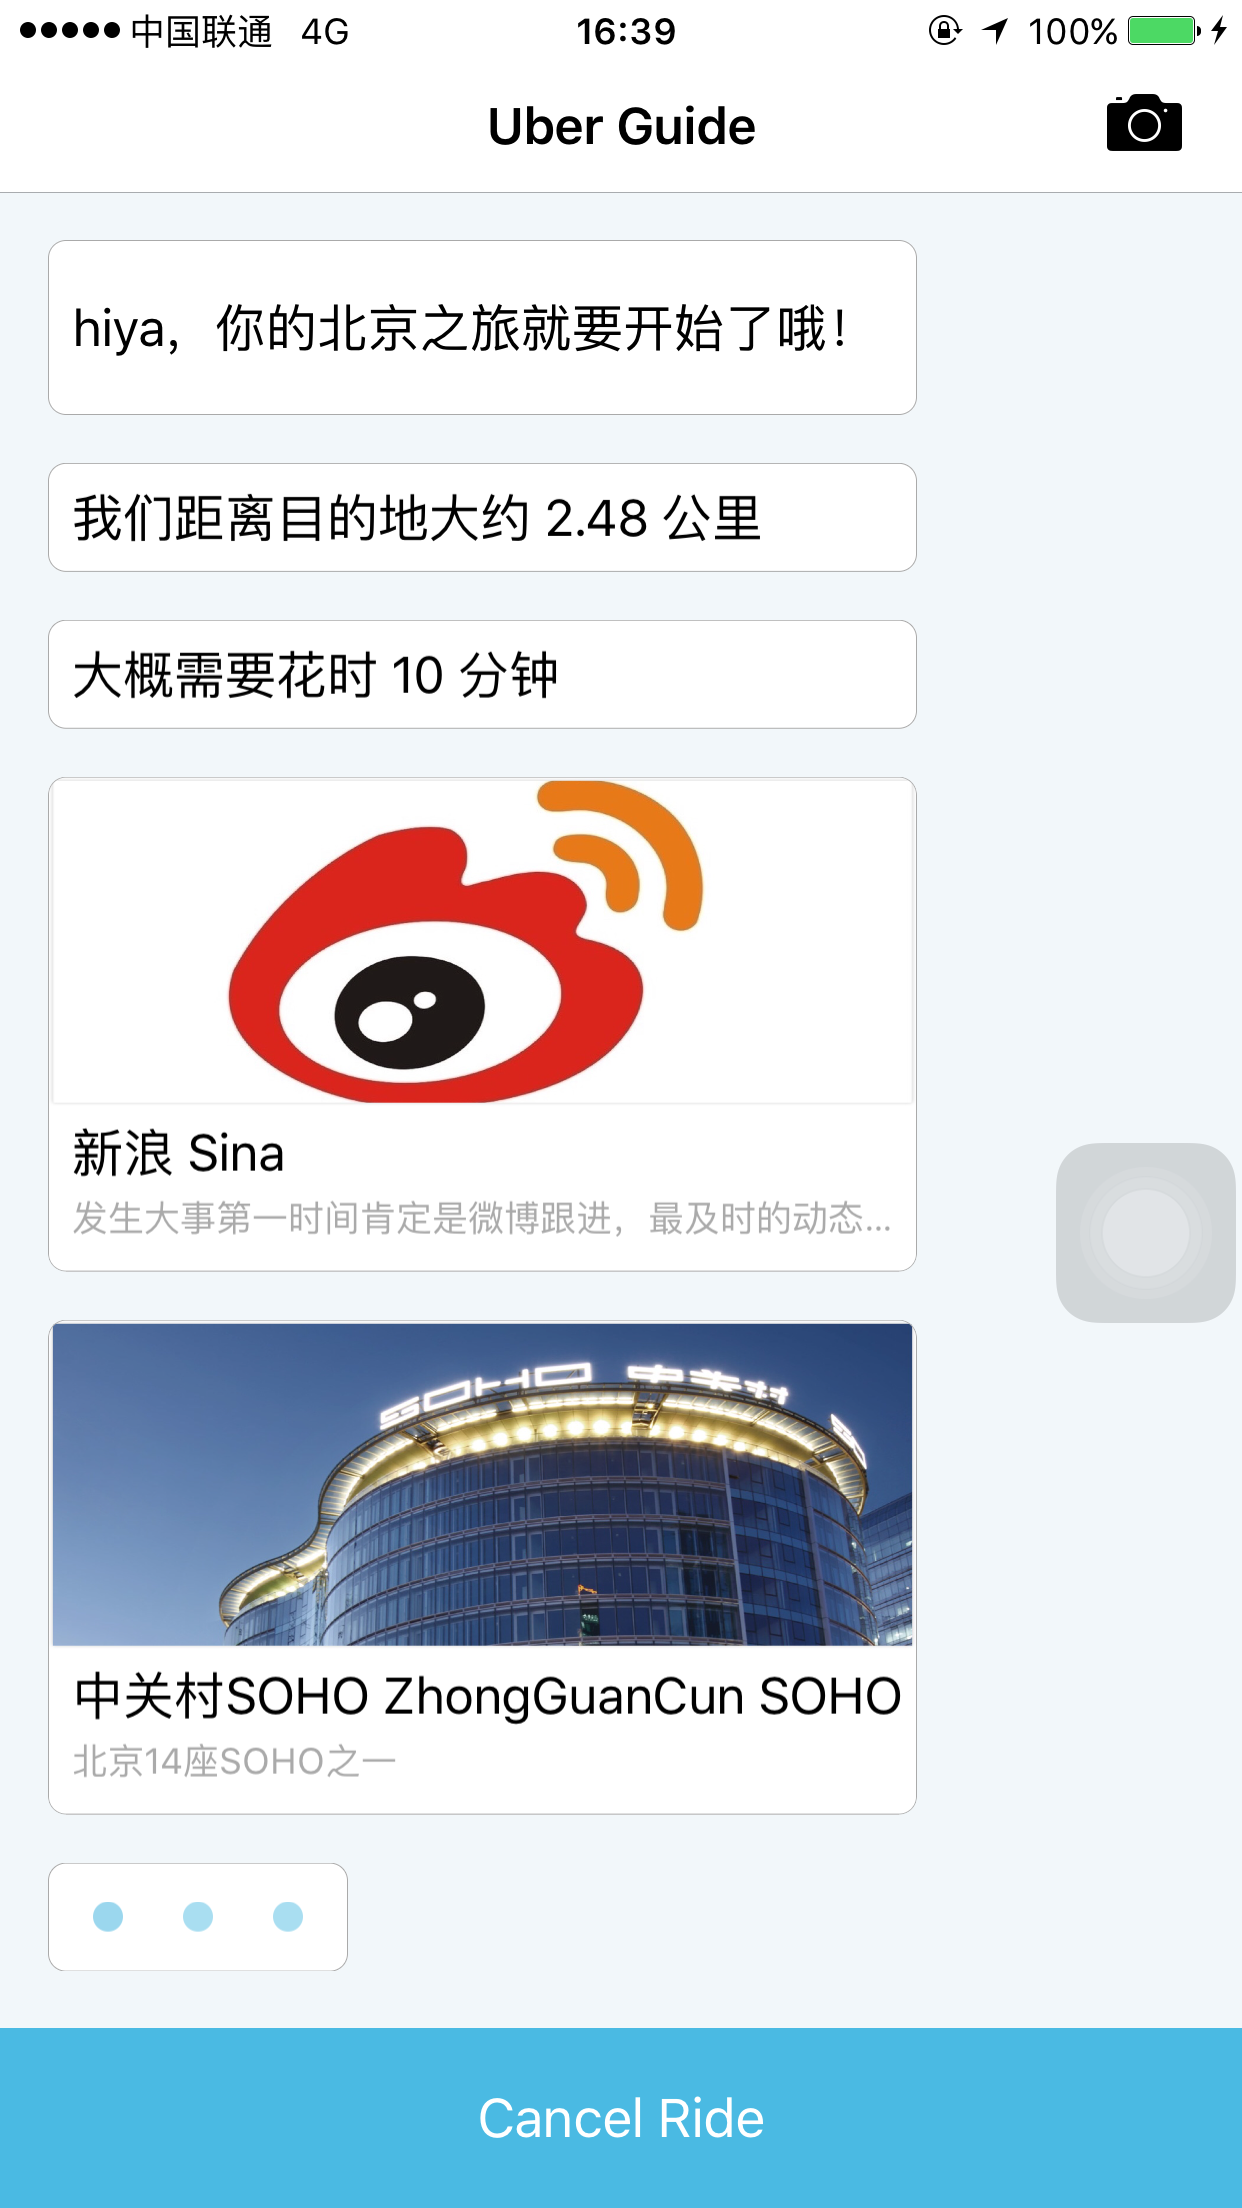 中国联通 4G 16:39 100%
Uber Guide
hiya，你的北京之旅就要开始了哦！
我们距离目的地大约 2.48 公里
大概需要花时 10 分钟
新浪 Sina
发生大事第一时间肯定是微博跟进，最及时的动态...
SOHO 中关村
中关村SOHO ZhongGuanCun SOHO
北京14座SOHO之一
Cancel Ride